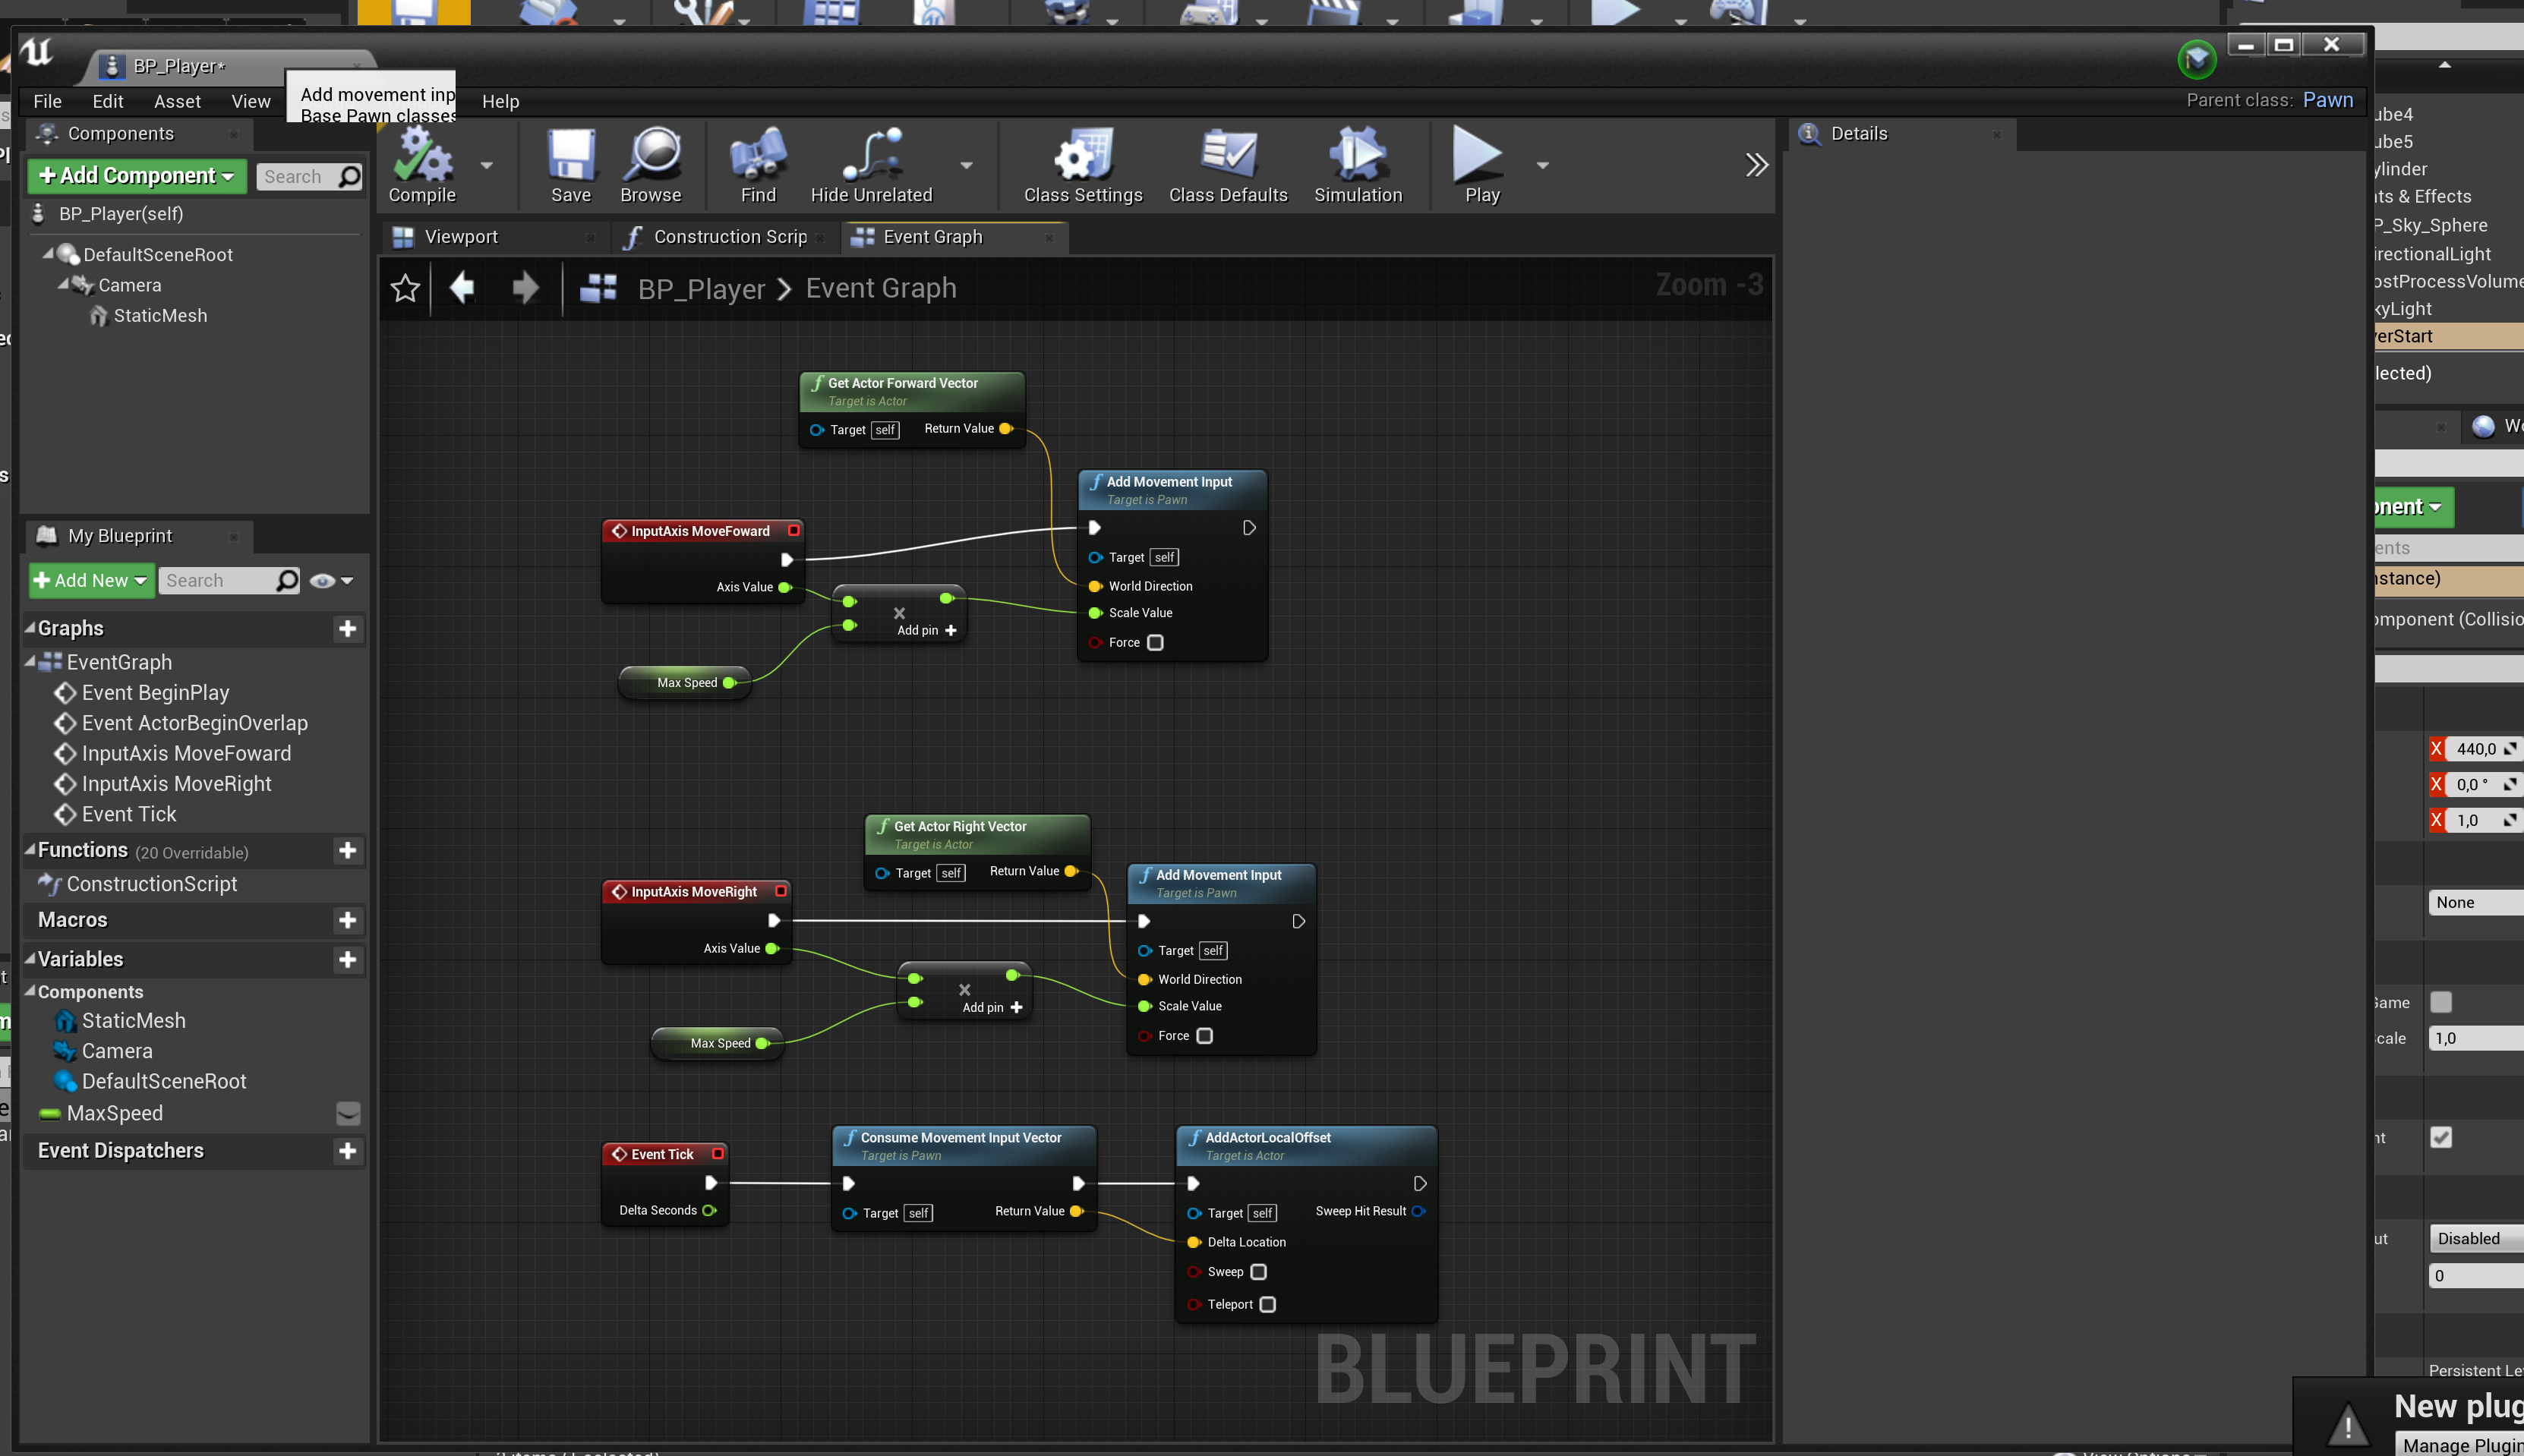 BP_Player*
File Edit Asset View Help
Add movement inp
Base Pawn classes
Parent class: Pawn
Components
Add Component
Search
BP_Player(self)
DefaultSceneRoot
Camera
StaticMesh
Compile
Save
Browse
Find
Hide Unrelated
Class Settings
Class Defaults
Simulation
Play
Details
Viewport
Construction Scrip
Event Graph
BP_Player > Event Graph
Zoom -3
My Blueprint
Add New
Search
Graphs
EventGraph
Event BeginPlay
Event ActorBeginOverlap
InputAxis MoveFoward
InputAxis MoveRight
Event Tick
Functions (20 Overridable)
ConstructionScript
Macros
Variables
Components
StaticMesh
Camera
DefaultSceneRoot
MaxSpeed
Event Dispatchers
Get Actor Forward Vector
Target is Actor
Target self Return Value
InputAxis MoveFoward
Axis Value
Add pin
Max Speed
Add Movement Input
Target is Pawn
Target self
World Direction
Scale Value
Force
Get Actor Right Vector
Target is Actor
Target self Return Value
InputAxis MoveRight
Axis Value
Add pin
Max Speed
Add Movement Input
Target is Pawn
Target self
World Direction
Scale Value
Force
Event Tick
Delta Seconds
Consume Movement Input Vector
Target is Pawn
Target self Return Value
AddActorLocalOffset
Target is Actor
Target self Sweep Hit Result
Delta Location
Sweep
Teleport
BLUEPRINT
ube4
ube5
ylinder
ts & Effects
P_Sky_Sphere
irectionalLight
ostProcessVolume
kyLight
erStart
lected)
onent
ents
nstance)
mponent (Collisio
X 440,0
X 0,0 °
X 1,0
None
Game
cale 1,0
Disabled
0
Persistent Le
New plug
Manage Plugin